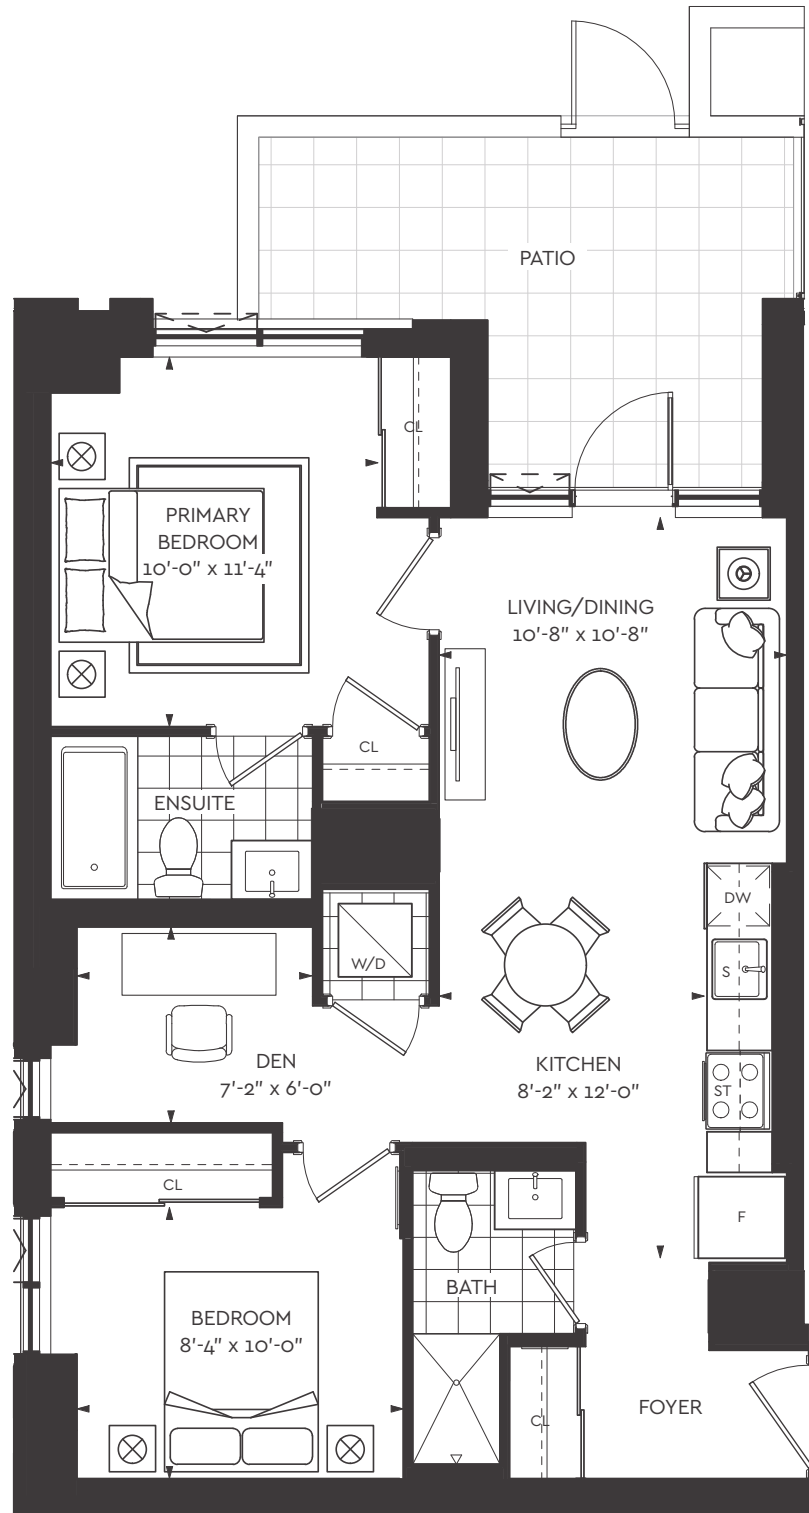 PATIO
CL
PRIMARY
BEDROOM
10'-0" x 11'-4"
LIVING/DINING
10'-8" x 10'-8"
CL
ENSUITE
DW
W/D
S
DEN
7'-2" x 6'-0"
KITCHEN
8'-2" x 12'-0"
ST
CL
F
BATH
BEDROOM
8'-4" x 10'-0"
FOYER
CL